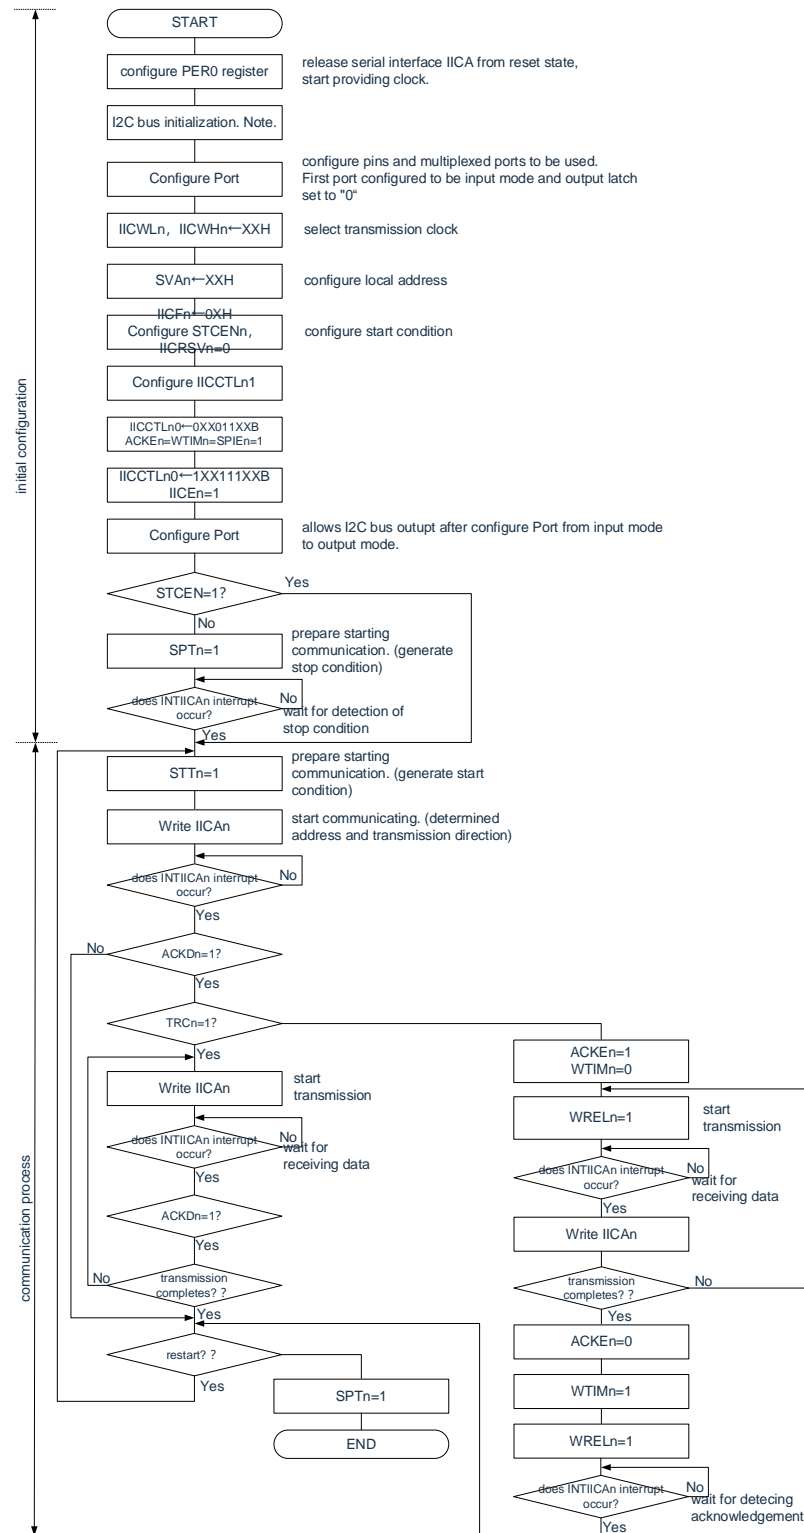 START
configure PER0 register
release serial interface IICA from reset state,
start providing clock.
I2C bus initialization. Note.
Configure Port
configure pins and multiplexed ports to be used.
First port configured to be input mode and output latch
set to "0“
IICWLn，IICWHn←XXH
select transmission clock
SVAn←XXH
configure local address
IICFn←0XH
Configure STCENn，
IICRSVn=0
configure start condition
Configure IICCTLn1
IICCTLn0←0XX011XXB
ACKEn=WTIMn=SPIEn=1
IICCTLn0←1XX111XXB
IICEn=1
Configure Port
allows I2C bus outupt after configure Port from input mode
to output mode.
initial configuration
STCEN=1？
Yes
No
SPTn=1
prepare starting
communication. (generate
stop condition)
does INTIICAn interrupt
occur?
No
wait for detection of
stop condition
Yes
STTn=1
prepare starting
communication. (generate start
condition)
Write IICAn
start communicating. (determined
address and transmission direction)
does INTIICAn interrupt
occur?
No
Yes
ACKDn=1？
No
Yes
TRCn=1？
Yes
Write IICAn
start
transmission
does INTIICAn interrupt
occur?
No
wait for
receiving data
Yes
ACKDn=1？
Yes
transmission
completes? ？
No
Yes
restart? ？
Yes
SPTn=1
END
communication process
ACKEn=1
WTIMn=0
WRELn=1
start
transmission
does INTIICAn interrupt
occur?
No
wait for
receiving data
Yes
Write IICAn
transmission
completes? ？
No
Yes
ACKEn=0
WTIMn=1
WRELn=1
does INTIICAn interrupt
occur?
No
wait for detecing
acknowledgement
Yes